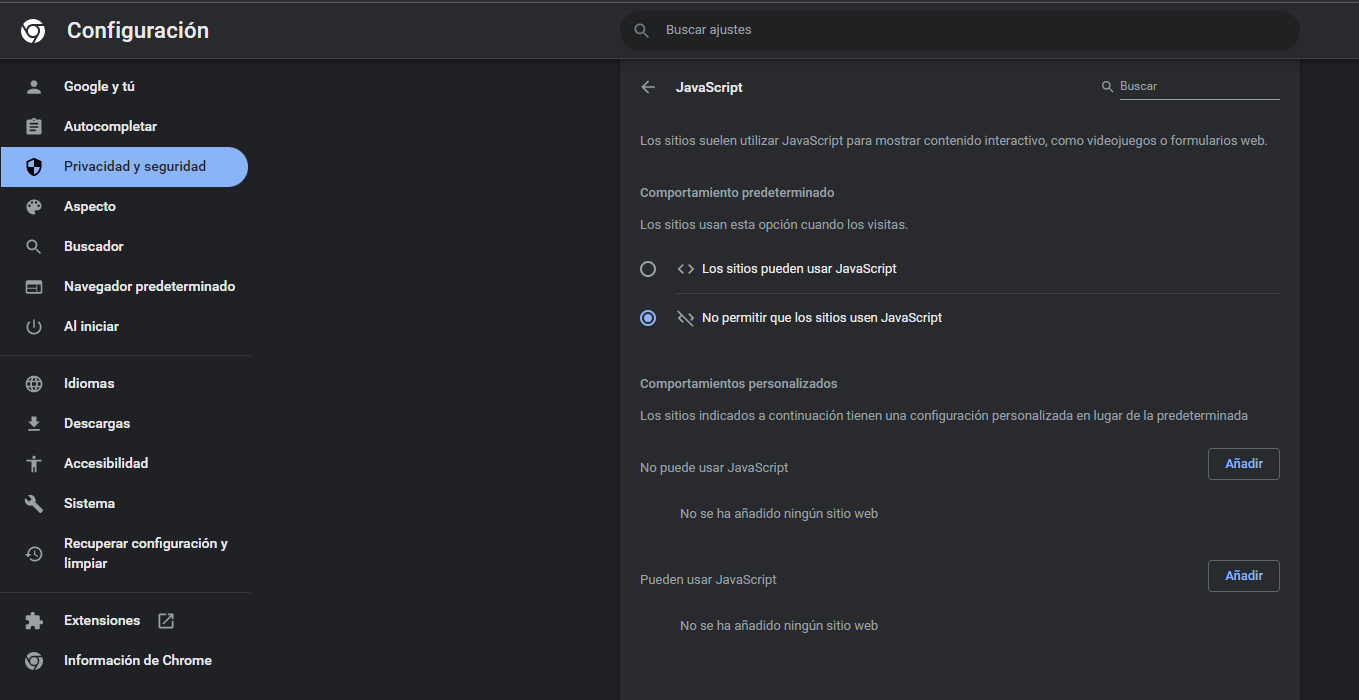 Configuración
Buscar ajustes
Google y tú
Autocompletar
Privacidad y seguridad
Aspecto
Buscador
Navegador predeterminado
Al iniciar
Idiomas
Descargas
Accesibilidad
Sistema
Recuperar configuración y
limpiar
Extensiones
Información de Chrome
JavaScript
Buscar
Los sitios suelen utilizar JavaScript para mostrar contenido interactivo, como videojuegos o formularios web.
Comportamiento predeterminado
Los sitios usan esta opción cuando los visitas.
Los sitios pueden usar JavaScript
No permitir que los sitios usen JavaScript
Comportamientos personalizados
Los sitios indicados a continuación tienen una configuración personalizada en lugar de la predeterminada
No puede usar JavaScript
Añadir
No se ha añadido ningún sitio web
Pueden usar JavaScript
Añadir
No se ha añadido ningún sitio web